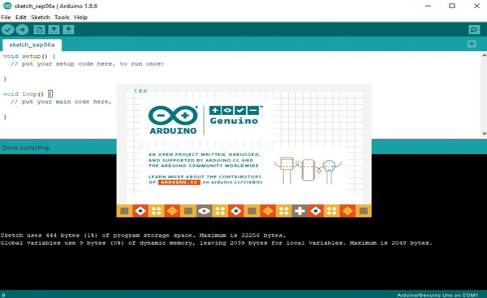 sketch_sep06a | Arduino 1.8.6
File Edit Sketch Tools Help
sketch_sep06a
void setup() {
// put your setup code here, to run once:
}
void loop() {
// put your main code here,
}
1.8.6
ARDUINO
Genuino
AN OPEN PROJECT WRITTEN, DEBUGGED,
AND SUPPORTED BY ARDUINO.CC AND
THE ARDUINO COMMUNITY WORLDWIDE
LEARN MORE ABOUT THE CONTRIBUTORS
OF ARDUINO.CC on arduino.cc/credits
Done compiling.
Sketch uses 444 bytes (1%) of program storage space. Maximum is 32256 bytes.
Global variables use 9 bytes (0%) of dynamic memory, leaving 2039 bytes for local variables. Maximum is 2048 bytes.
9
Arduino/Genuino Uno on COM1